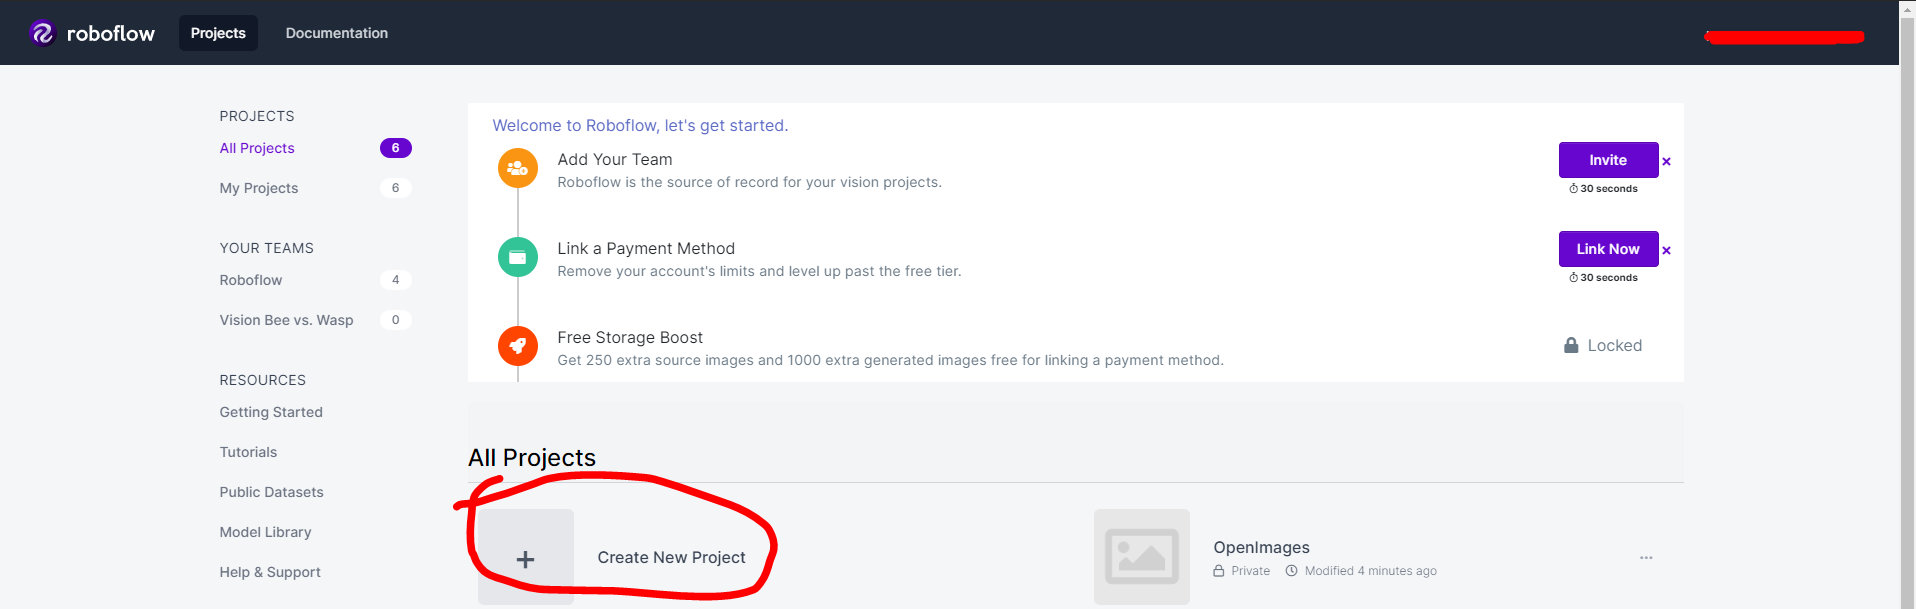 roboflow
Projects
Documentation
PROJECTS
All Projects 6
My Projects 6
YOUR TEAMS
Roboflow 4
Vision Bee vs. Wasp 0
RESOURCES
Getting Started
Tutorials
Public Datasets
Model Library
Help & Support
Welcome to Roboflow, let's get started.
Add Your Team
Roboflow is the source of record for your vision projects.
Invite ×
30 seconds
Link a Payment Method
Remove your account's limits and level up past the free tier.
Link Now ×
30 seconds
Free Storage Boost
Get 250 extra source images and 1000 extra generated images free for linking a payment method.
Locked
All Projects
+ Create New Project
OpenImages
Private Modified 4 minutes ago
...